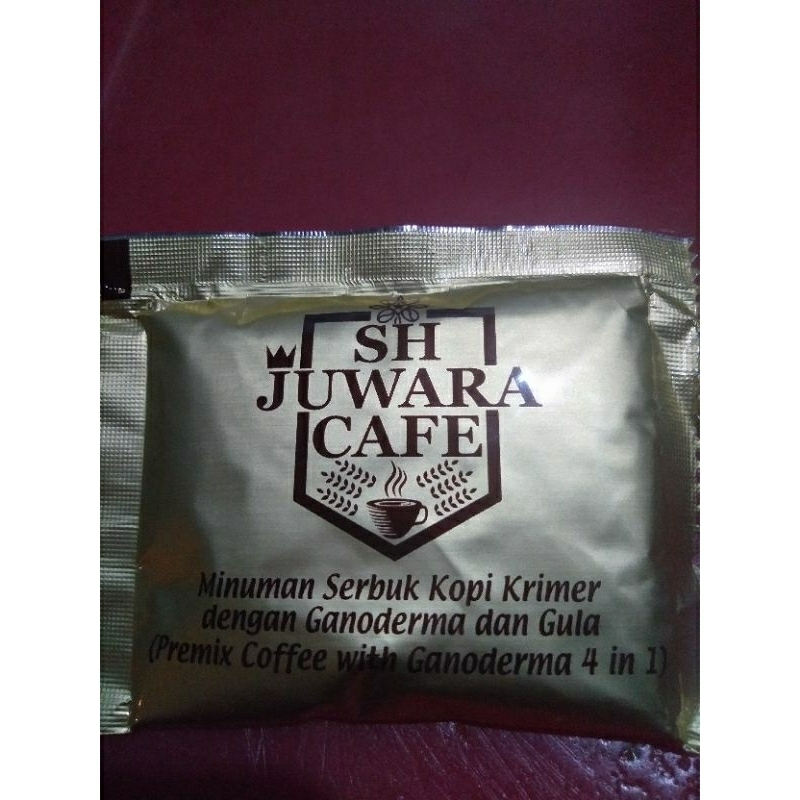 SH
JUWARA
CAFE
Minuman Serbuk Kopi Krimer
dengan Ganoderma dan Gula
(Premix Coffee with Ganoderma 4 in 1)